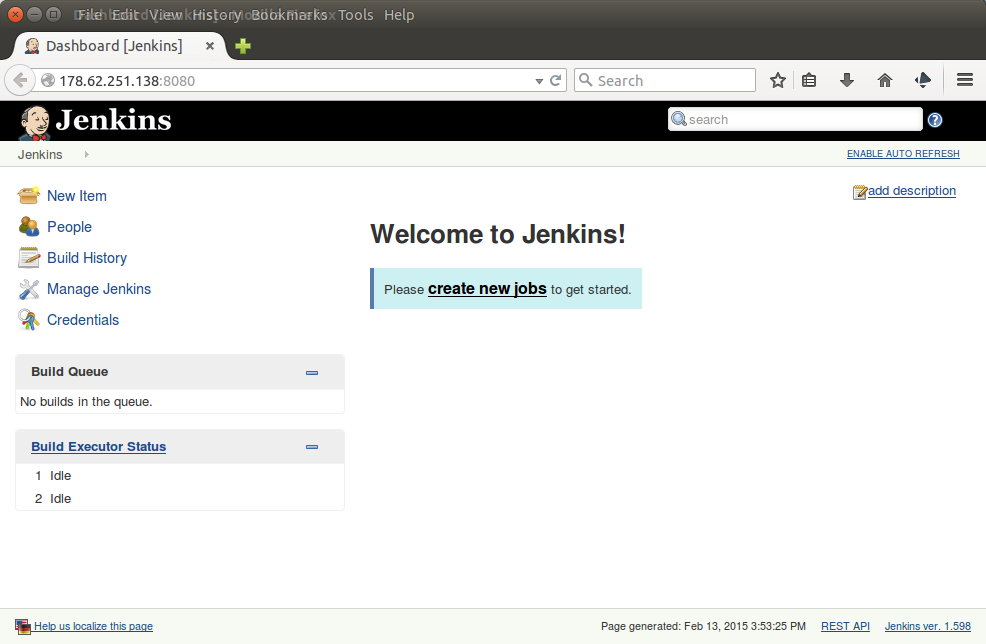 File Edit View History Bookmarks Tools Help
Dashboard [Jenkins]
178.62.251.138:8080
Search
Jenkins
search
Jenkins
ENABLE AUTO REFRESH
add description
New Item
People
Build History
Manage Jenkins
Credentials
Welcome to Jenkins!
Please create new jobs to get started.
Build Queue
No builds in the queue.
Build Executor Status
1 Idle
2 Idle
Help us localize this page
Page generated: Feb 13, 2015 3:53:25 PM
REST API
Jenkins ver. 1.598